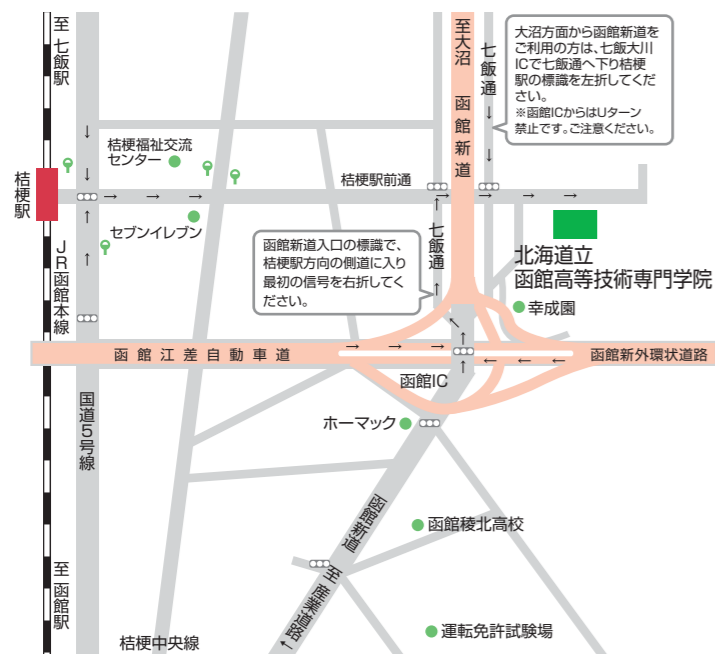 至 七飯駅
至大沼
函館新道
七飯通
大沼方面から函館新道を
ご利用の方は、七飯大川
ICで七飯通へ下り桔梗
駅の標識を左折してくだ
さい。
※函館ICからはUターン
禁止です。ご注意ください。
桔梗福祉交流
センター
桔梗駅
桔梗駅前通
セブンイレブン
JR函館本線
函館新道入口の標識で、
桔梗駅方向の側道に入り
最初の信号を右折してく
ださい。
七飯通
北海道立
函館高等技術専門学院
幸成園
函館江差自動車道
函館新外環状道路
函館IC
国道5号線
ホーマック
函館新道
函館稜北高校
至 産業道路
至 函館駅
桔梗中央線
運転免許試験場